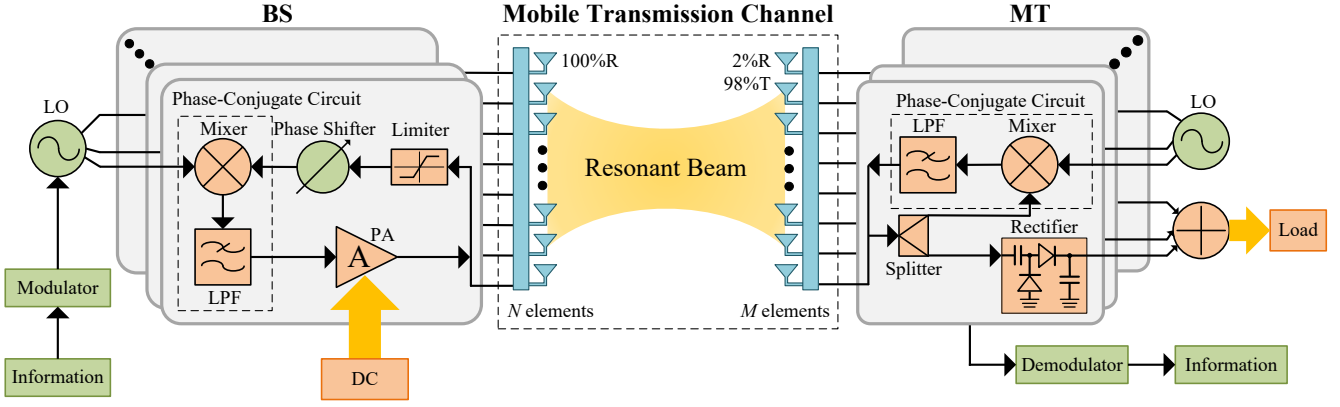 BS
Mobile Transmission Channel
MT
LO
Phase-Conjugate Circuit
Mixer
Phase Shifter
Limiter
LPF
PA
A
Modulator
Information
DC
100%R
2%R
98%T
Resonant Beam
N elements
M elements
Phase-Conjugate Circuit
LPF
Mixer
LO
Splitter
Rectifier
Load
Demodulator
Information